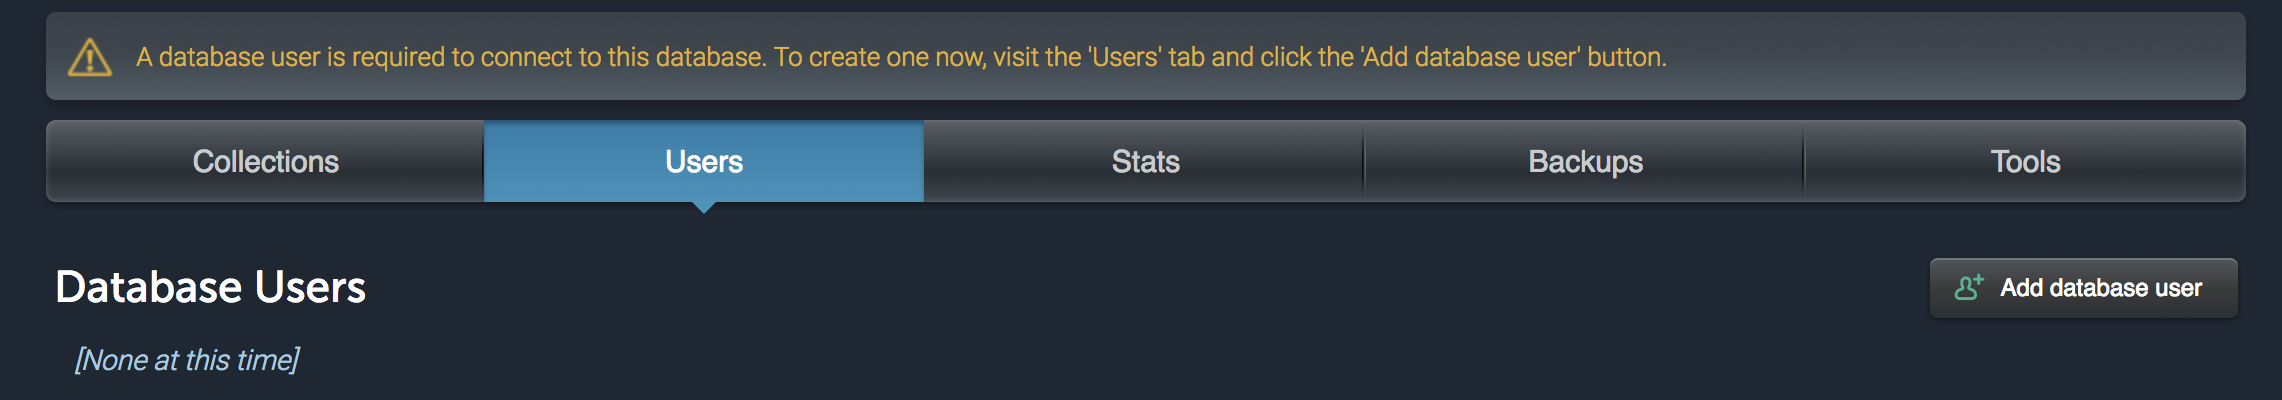 A database user is required to connect to this database. To create one now, visit the 'Users' tab and click the 'Add database user' button.
Collections
Users
Stats
Backups
Tools
Database Users
Add database user
[None at this time]